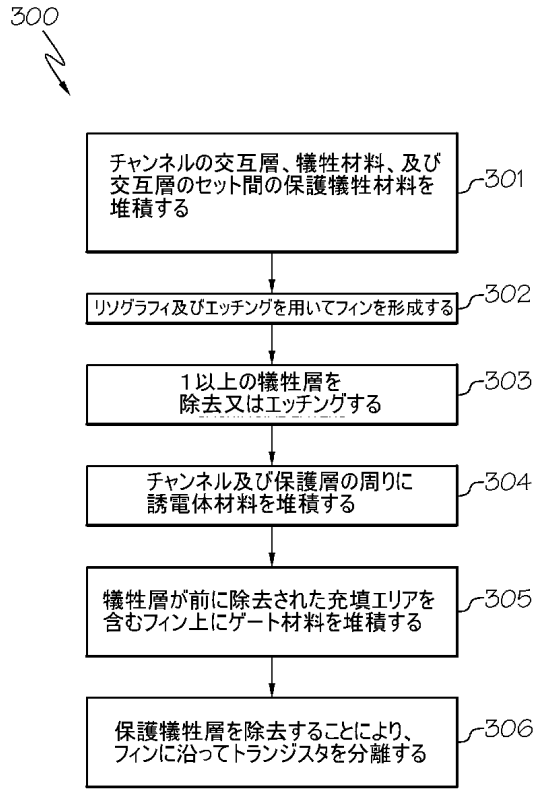 300
チャンネルの交互層、犠牲材料、及び
交互層のセット間の保護犠牲材料を
堆積する
301
リソグラフィ及びエッチングを用いてフィンを形成する
302
1以上の犠牲層を
除去又はエッチングする
303
チャンネル及び保護層の周りに
誘電体材料を堆積する
304
犠牲層が前に除去された充填エリアを
含むフィン上にゲート材料を堆積する
305
保護犠牲層を除去することにより、
フィンに沿ってトランジスタを分離する
306